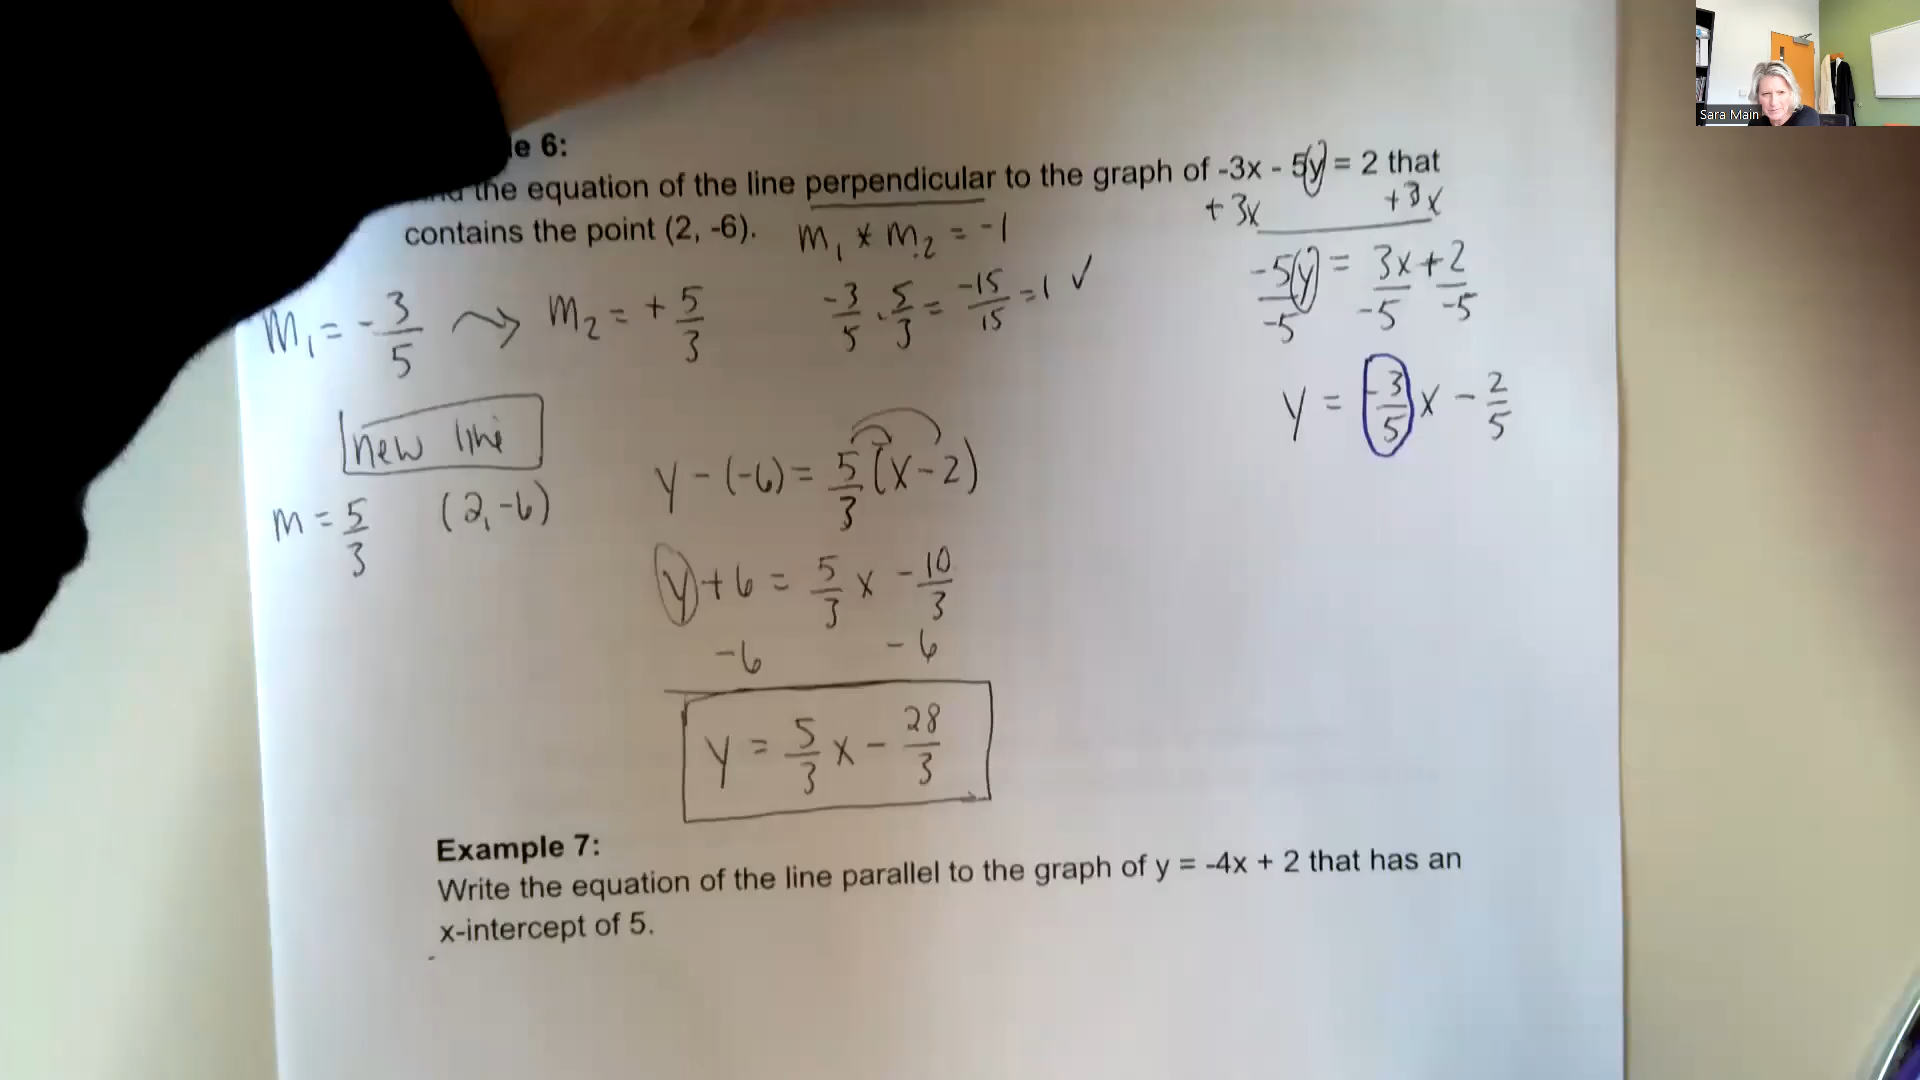 Sara Main
e 6:
the equation of the line perpendicular to the graph of -3x - 5y = 2 that
+3x +3x
contains the point (2, -6). m₁ * m₂ = -1
-5y = 3x+2
-5 -5 -5
m₁ = -3/5 m₂ = +5/3 -3/5 · 5/3 = -15/15 = 1 ✓
y = -3/5 x - 2/5
new line
y - (-6) = 5/3 (x - 2)
m = 5/3 (2, -6)
y + 6 = 5/3 x - 10/3
-6 -6
y = 5/3 x - 28/3
Example 7:
Write the equation of the line parallel to the graph of y = -4x + 2 that has an
x-intercept of 5.